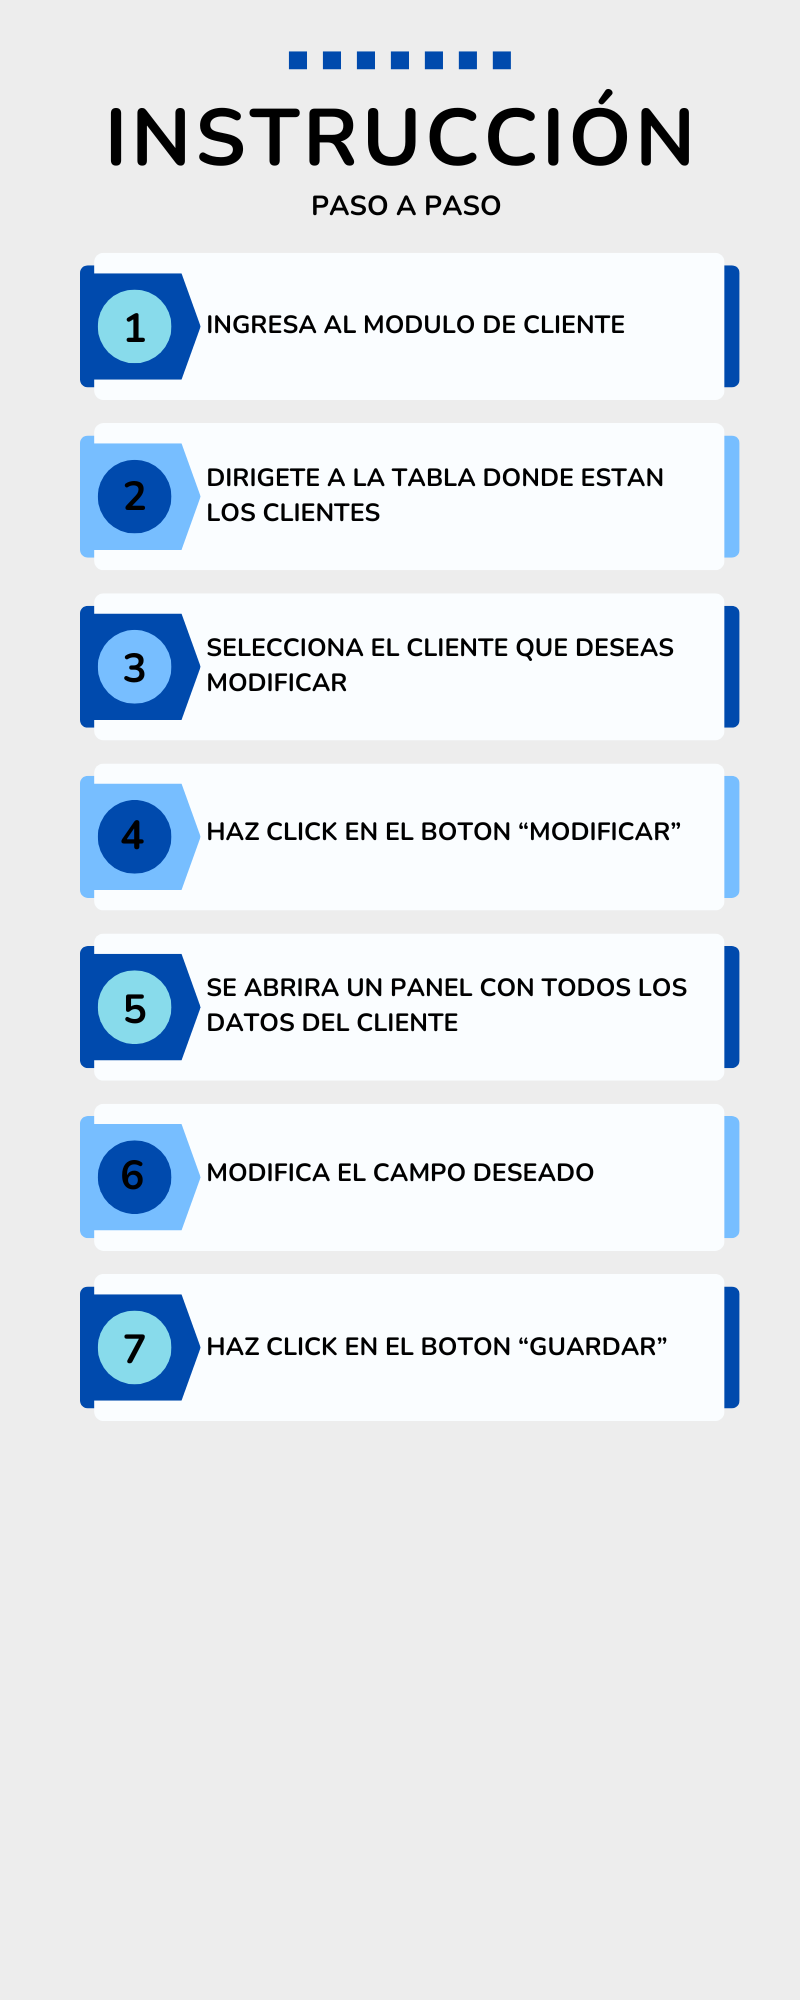 INSTRUCCIÓN
PASO A PASO
1
INGRESA AL MODULO DE CLIENTE
2
DIRIGETE A LA TABLA DONDE ESTAN
LOS CLIENTES
3
SELECCIONA EL CLIENTE QUE DESEAS
MODIFICAR
4
HAZ CLICK EN EL BOTON “MODIFICAR”
5
SE ABRIRA UN PANEL CON TODOS LOS
DATOS DEL CLIENTE
6
MODIFICA EL CAMPO DESEADO
7
HAZ CLICK EN EL BOTON “GUARDAR”